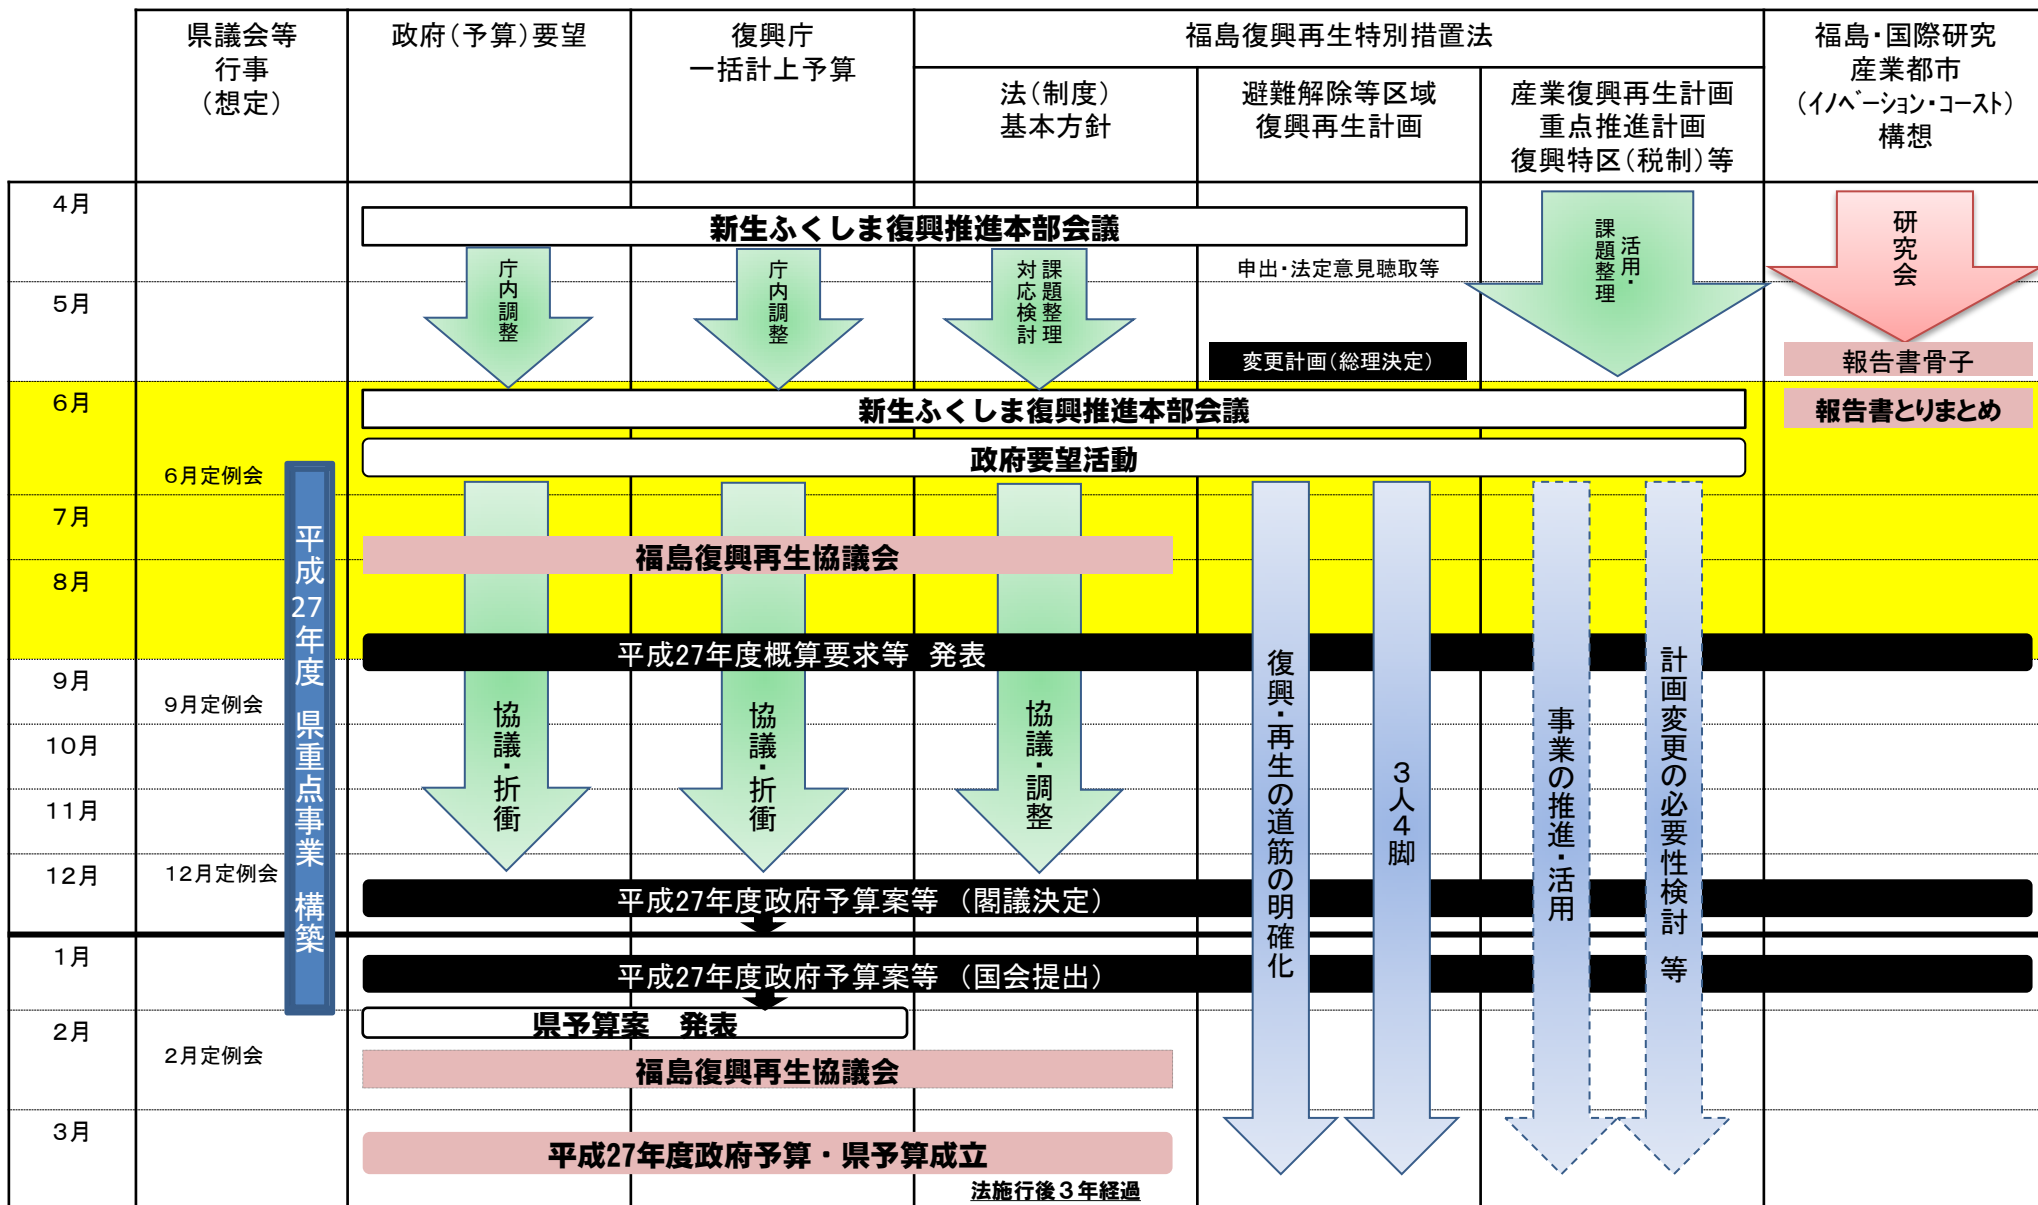 県議会等
行事
（想定）
政府（予算）要望
復興庁
一括計上予算
福島復興再生特別措置法
法（制度）
基本方針
避難解除等区域
復興再生計画
産業復興再生計画
重点推進計画
復興特区（税制）等
福島・国際研究
産業都市
（イノベーション・コースト）
構想
4月
新生ふくしま復興推進本部会議
庁内調整
庁内調整
課題整理
対応検討
申出・法定意見聴取等
活用・
課題整理
研究会
5月
変更計画（総理決定）
報告書骨子
6月
新生ふくしま復興推進本部会議
報告書とりまとめ
政府要望活動
6月定例会
7月
福島復興再生協議会
8月
平成27年度概算要求等　発表
平成27年度　県重点事業　構築
9月
9月定例会
協議・折衝
協議・折衝
協議・調整
復興・再生の道筋の明確化
3人4脚
事業の推進・活用
計画変更の必要性検討　等
10月
11月
12月
12月定例会
平成27年度政府予算案等　（閣議決定）
1月
平成27年度政府予算案等　（国会提出）
県予算案　発表
2月
2月定例会
福島復興再生協議会
3月
平成27年度政府予算・県予算成立
法施行後３年経過